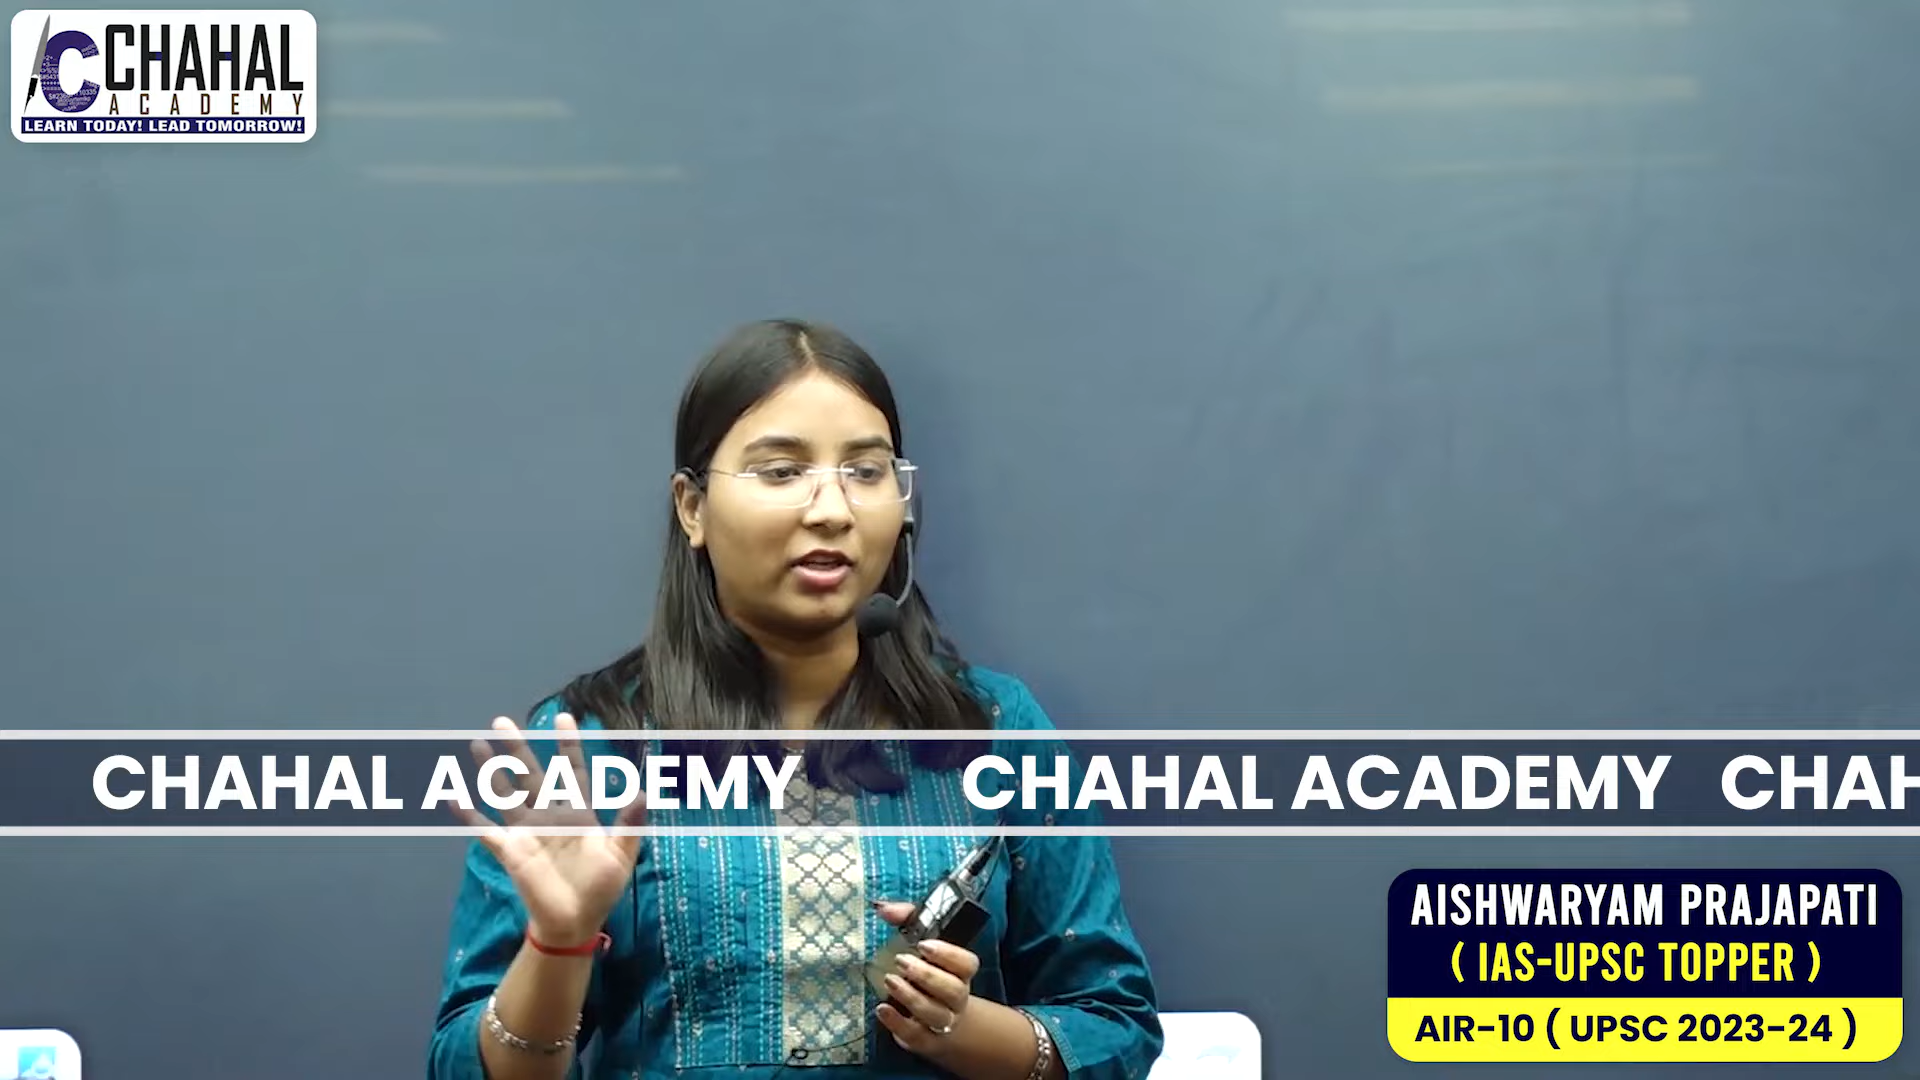 CHAHAL
ACADEMY
LEARN TODAY! LEAD TOMORROW!
CHAHAL ACADEMY CHAHAL ACADEMY CHAH
AISHWARYAM PRAJAPATI
( IAS-UPSC TOPPER )
AIR-10 ( UPSC 2023-24 )